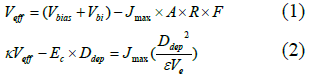 V_eff = (V_bias + V_bi) − J_max × A × R × F (1)
κV_eff − E_c × D_dep = J_max(D_dep² / εV_e) (2)